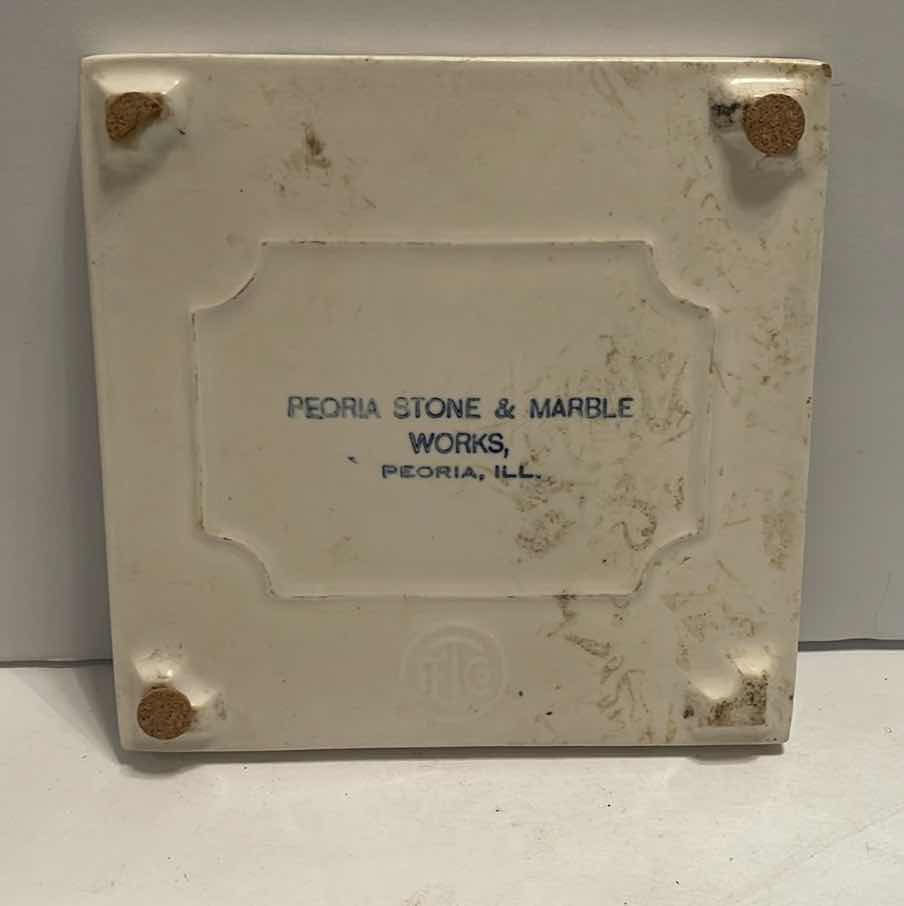 PEORIA STONE & MARBLE
WORKS,
PEORIA, ILL.